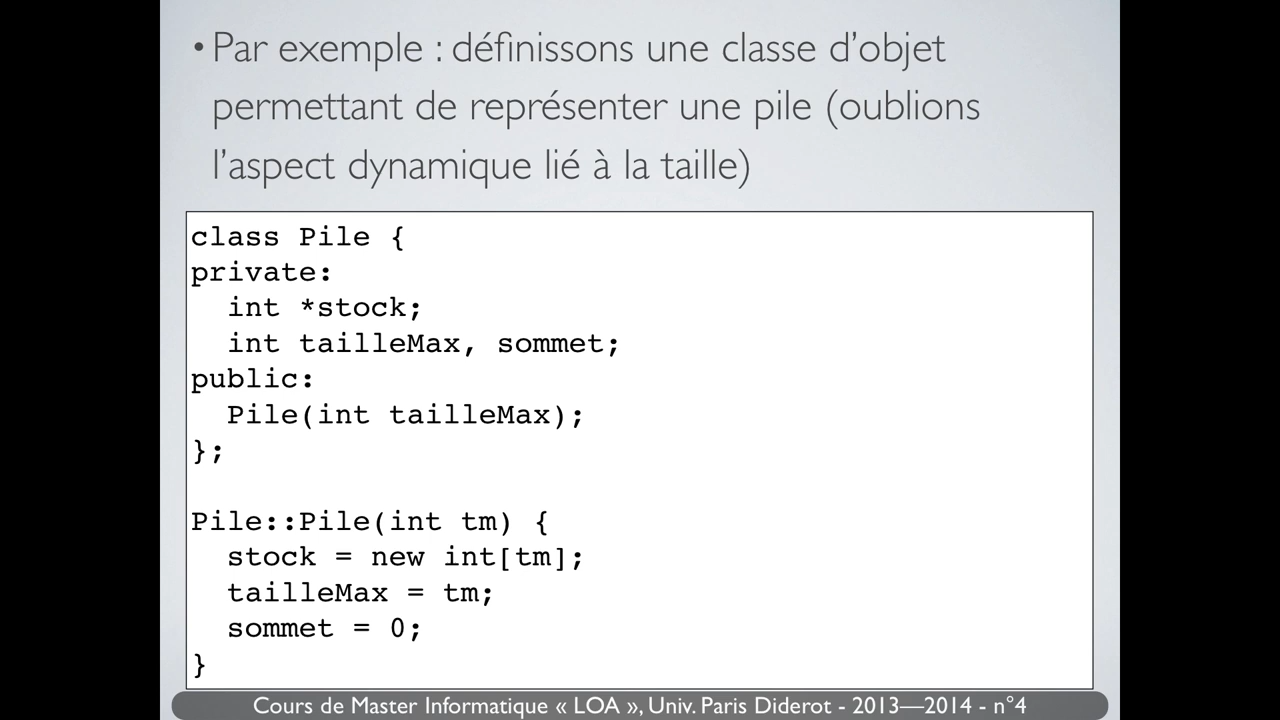 • Par exemple : définissons une classe d’objet
permettant de représenter une pile (oublions
l’aspect dynamique lié à la taille)
class Pile {
private:
  int *stock;
  int tailleMax, sommet;
public:
  Pile(int tailleMax);
};

Pile::Pile(int tm) {
  stock = new int[tm];
  tailleMax = tm;
  sommet = 0;
}
Cours de Master Informatique « LOA », Univ. Paris Diderot - 2013—2014 - n°4